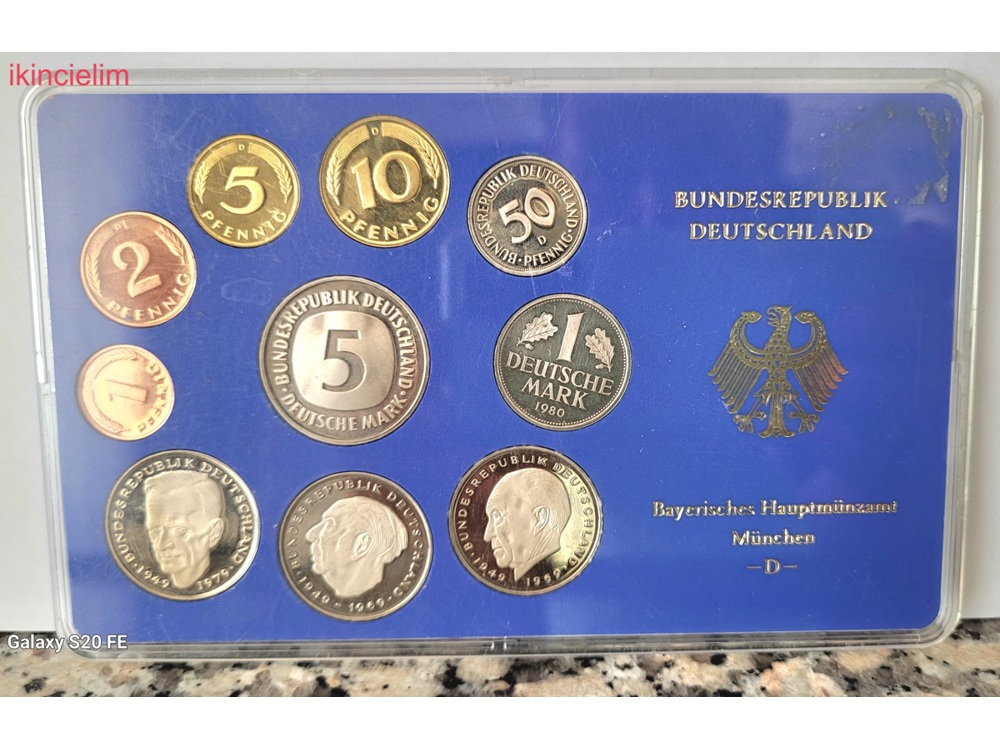 ikincielim
D
5
PFENNIG
D
10
PFENNIG
BUNDESREPUBLIK DEUTSCHLAND
50
D
PFENNIG
BUNDESREPUBLIK
DEUTSCHLAND
2
PFENNIG
BUNDESREPUBLIK DEUTSCHLAND
5
DEUTSCHE MARK
1
DEUTSCHE
MARK
1980
1
PFENNIG
BUNDESREPUBLIK DEUTSCHLAND
1949 1979
BUNDESREPUBLIK DEUTSCHLAND
1949 - 1969
BUNDESREPUBLIK DEUTSCHLAND
1949 1969
Bayerisches Hauptmünzamt
München
—D—
Galaxy S20 FE